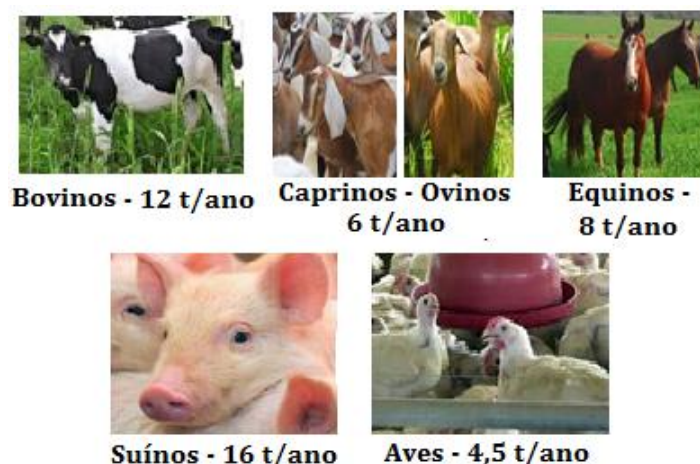 Bovinos - 12 t/ano
Caprinos - Ovinos
6 t/ano
Equinos -
8 t/ano
Suínos - 16 t/ano
Aves - 4,5 t/ano